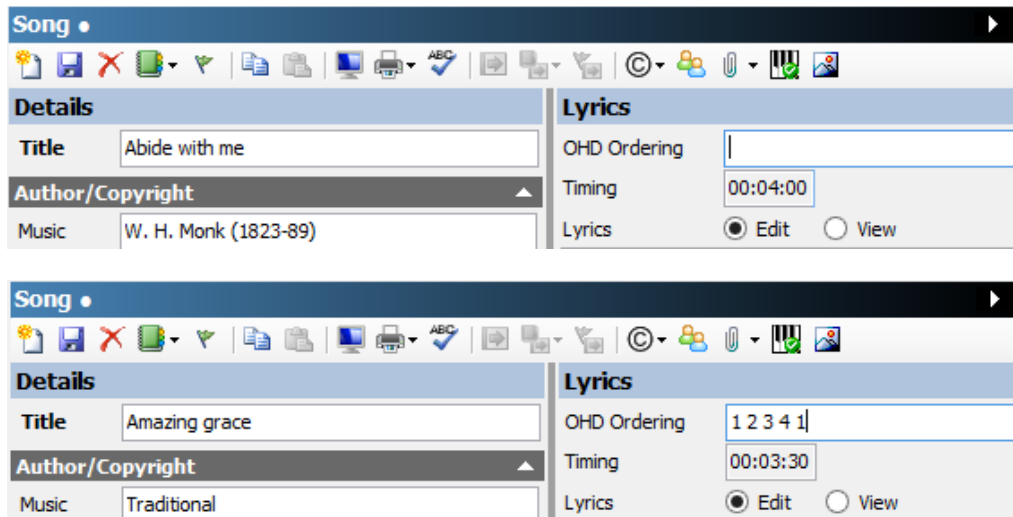 Song •
ABC ©
Details Lyrics
Title Abide with me OHD Ordering
Author/Copyright Timing 00:04:00
Music W. H. Monk (1823-89) Lyrics Edit View
Song •
ABC ©
Details Lyrics
Title Amazing grace OHD Ordering 1 2 3 4 1
Author/Copyright Timing 00:03:30
Music Traditional Lyrics Edit View